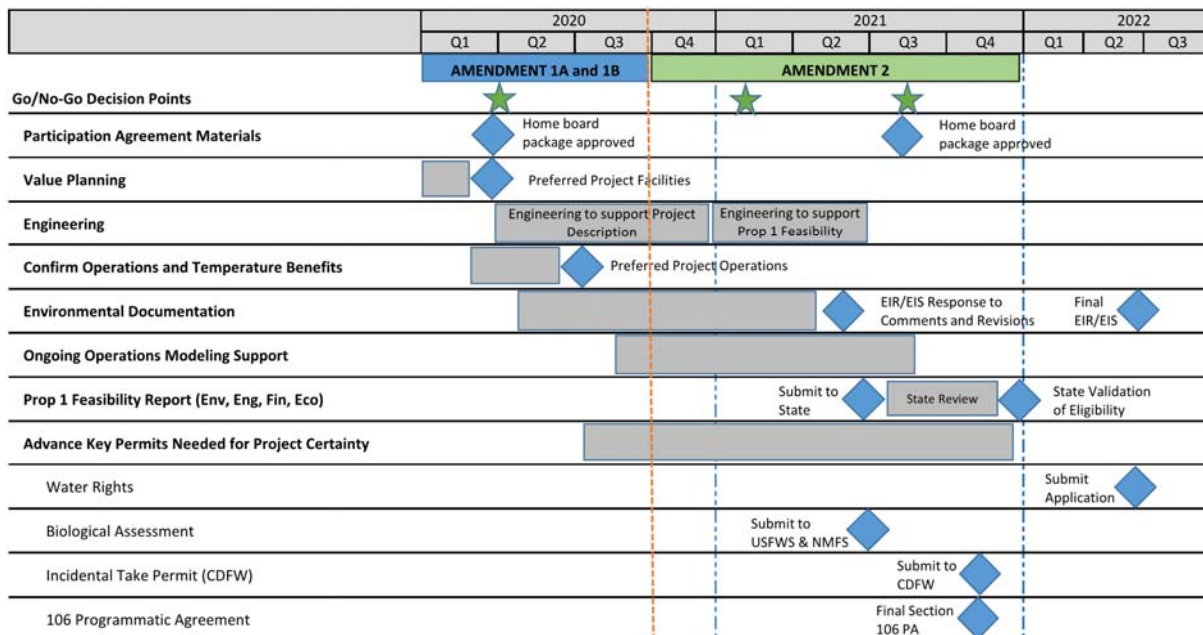 2020 2021 2022
Q1 Q2 Q3 Q4 Q1 Q2 Q3 Q4 Q1 Q2 Q3
AMENDMENT 1A and 1B AMENDMENT 2
Go/No-Go Decision Points
Participation Agreement Materials
Home board
package approved
Home board
package approved
Value Planning
Preferred Project Facilities
Engineering
Engineering to support Project
Description
Engineering to support
Prop 1 Feasibility
Confirm Operations and Temperature Benefits
Preferred Project Operations
Environmental Documentation
EIR/EIS Response to
Comments and Revisions
Final
EIR/EIS
Ongoing Operations Modeling Support
Prop 1 Feasibility Report (Env, Eng, Fin, Eco)
Submit to
State
State Review
State Validation
of Eligibility
Advance Key Permits Needed for Project Certainty
Water Rights
Submit
Application
Biological Assessment
Submit to
USFWS & NMFS
Incidental Take Permit (CDFW)
Submit to
CDFW
106 Programmatic Agreement
Final Section
106 PA